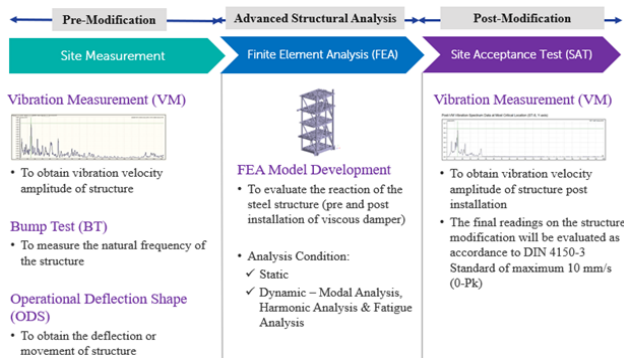 Pre-Modification
Advanced Structural Analysis
Post-Modification
Site Measurement
Finite Element Analysis (FEA)
Site Acceptance Test (SAT)
Vibration Measurement (VM)
• To obtain vibration velocity
amplitude of structure
Bump Test (BT)
• To measure the natural frequency of
the structure
Operational Deflection Shape
(ODS)
• To obtain the deflection or
movement of structure
FEA Model Development
• To evaluate the reaction of the
steel structure (pre and post
installation of viscous damper)
• Analysis Condition:
✓ Static
✓ Dynamic – Modal Analysis,
Harmonic Analysis & Fatigue
Analysis
Vibration Measurement (VM)
• To obtain vibration velocity
amplitude of structure post
installation
• The final readings on the structure
modification will be evaluated as
accordance to DIN 4150-3
Standard of maximum 10 mm/s
(0-Pk)